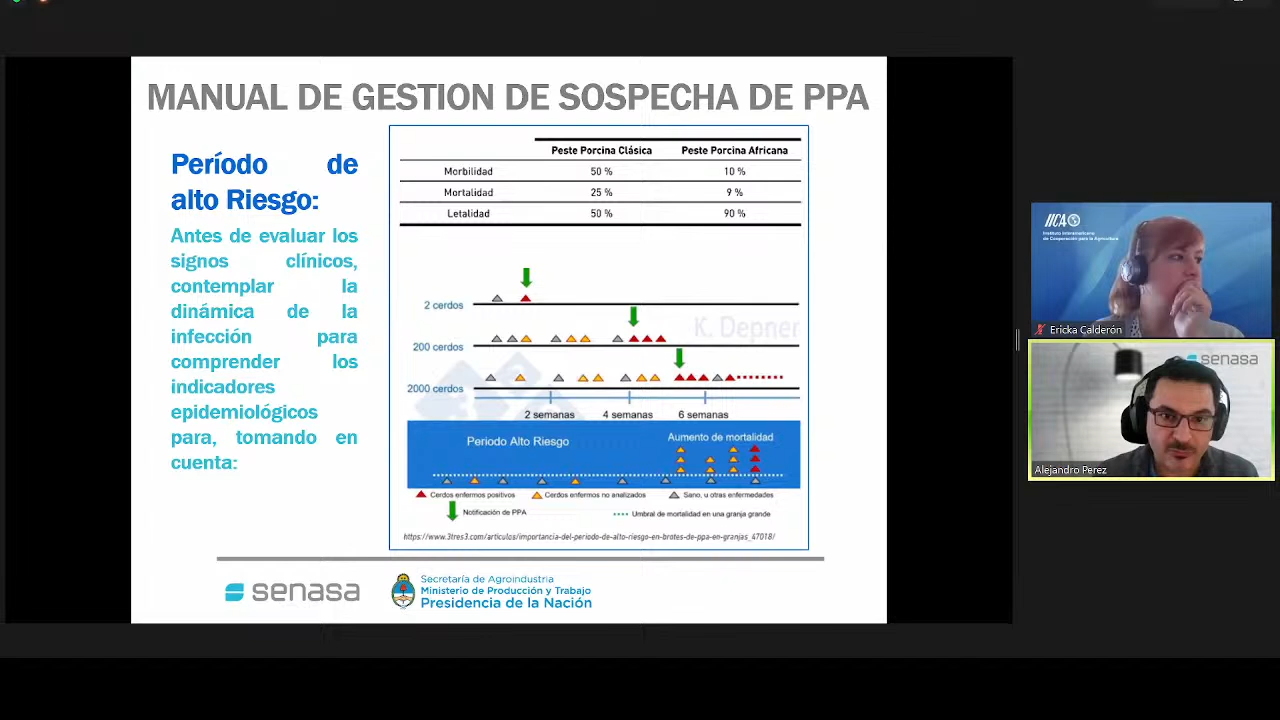 MANUAL DE GESTION DE SOSPECHA DE PPA
Período de
alto Riesgo:
Antes de evaluar los
signos clínicos,
contemplar la
dinámica de la
infección para
comprender los
indicadores
epidemiológicos
para, tomando en
cuenta:
Peste Porcina Clásica Peste Porcina Africana
Morbilidad 50 % 10 %
Mortalidad 25 % 9 %
Letalidad 50 % 90 %
2 cerdos
K. Depner
200 cerdos
2000 cerdos
2 semanas 4 semanas 6 semanas
Periodo Alto Riesgo
Aumento de mortalidad
Cerdos enfermos positivos Cerdos enfermos no analizados Sano, u otras enfermedades
Notificación de PPA Umbral de mortalidad en una granja grande
https://www.3tres3.com/articulos/importancia-del-periodo-de-alto-riesgo-en-brotes-de-ppa-en-granjas_47018/
senasa
Secretaría de Agroindustria
Ministerio de Producción y Trabajo
Presidencia de la Nación
IICA
Instituto Interamericano
de Cooperación para la Agricultura
Ericka Calderón
senasa
Alejandro Perez